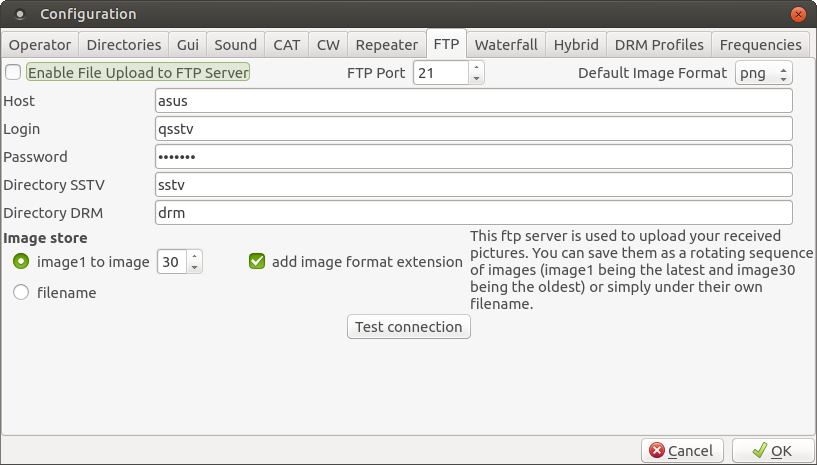 Configuration
Operator Directories Gui Sound CAT CW Repeater FTP Waterfall Hybrid DRM Profiles Frequencies
Enable File Upload to FTP Server FTP Port 21 Default Image Format png
Host asus
Login qsstv
Password •••••••
Directory SSTV sstv
Directory DRM drm
Image store
image1 to image 30 add image format extension
filename
This ftp server is used to upload your received
pictures. You can save them as a rotating sequence
of images (image1 being the latest and image30
being the oldest) or simply under their own
filename.
Test connection
Cancel OK